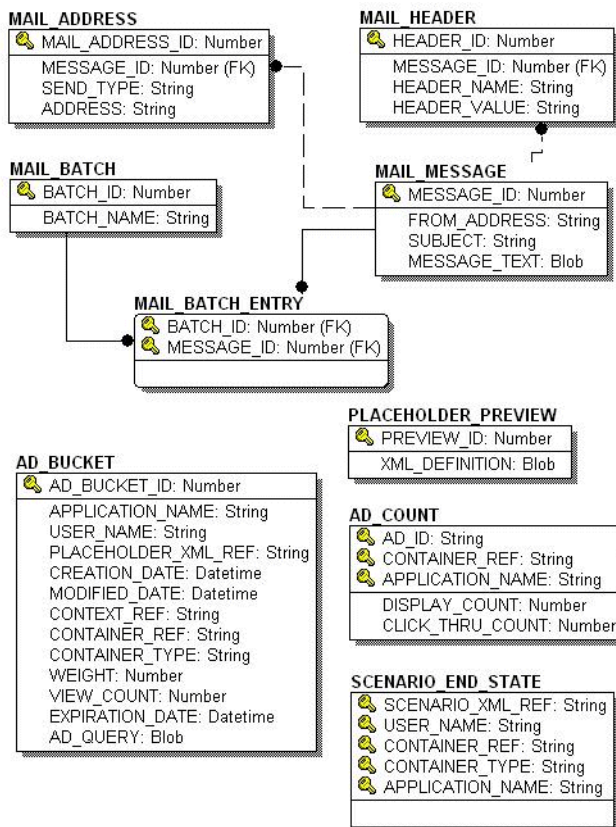 MAIL_ADDRESS
MAIL_ADDRESS_ID: Number
MESSAGE_ID: Number (FK)
SEND_TYPE: String
ADDRESS: String
MAIL_HEADER
HEADER_ID: Number
MESSAGE_ID: Number (FK)
HEADER_NAME: String
HEADER_VALUE: String
MAIL_BATCH
BATCH_ID: Number
BATCH_NAME: String
MAIL_MESSAGE
MESSAGE_ID: Number
FROM_ADDRESS: String
SUBJECT: String
MESSAGE_TEXT: Blob
MAIL_BATCH_ENTRY
BATCH_ID: Number (FK)
MESSAGE_ID: Number (FK)
PLACEHOLDER_PREVIEW
PREVIEW_ID: Number
XML_DEFINITION: Blob
AD_BUCKET
AD_BUCKET_ID: Number
APPLICATION_NAME: String
USER_NAME: String
PLACEHOLDER_XML_REF: String
CREATION_DATE: Datetime
MODIFIED_DATE: Datetime
CONTEXT_REF: String
CONTAINER_REF: String
CONTAINER_TYPE: String
WEIGHT: Number
VIEW_COUNT: Number
EXPIRATION_DATE: Datetime
AD_QUERY: Blob
AD_COUNT
AD_ID: String
CONTAINER_REF: String
APPLICATION_NAME: String
DISPLAY_COUNT: Number
CLICK_THRU_COUNT: Number
SCENARIO_END_STATE
SCENARIO_XML_REF: String
USER_NAME: String
CONTAINER_REF: String
CONTAINER_TYPE: String
APPLICATION_NAME: String